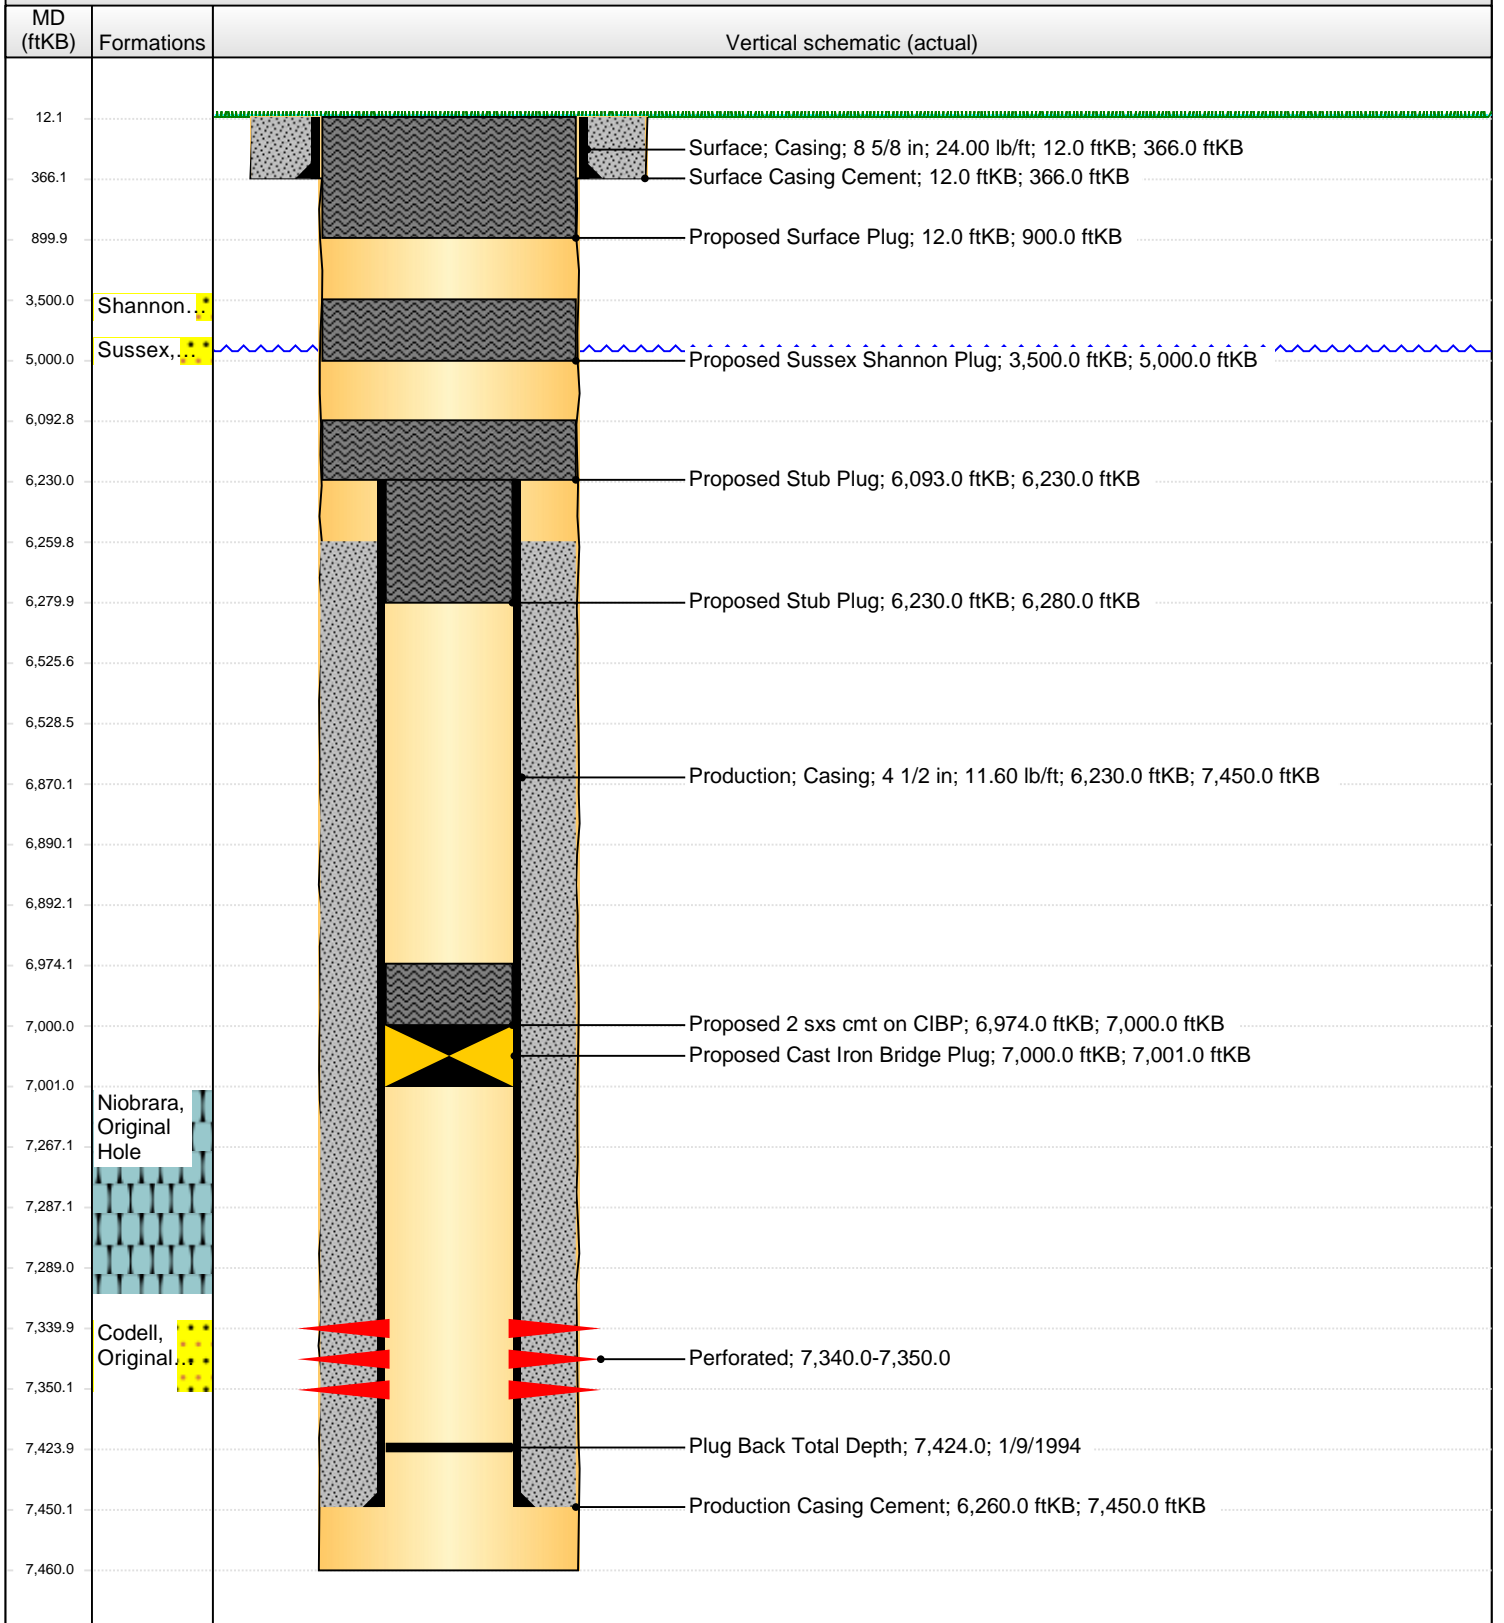 MD
(ftKB)
Formations
Vertical schematic (actual)
12.1
Surface; Casing; 8 5/8 in; 24.00 lb/ft; 12.0 ftKB; 366.0 ftKB
366.1
Surface Casing Cement; 12.0 ftKB; 366.0 ftKB
899.9
Proposed Surface Plug; 12.0 ftKB; 900.0 ftKB
3,500.0
Shannon...
Sussex,...
5,000.0
Proposed Sussex Shannon Plug; 3,500.0 ftKB; 5,000.0 ftKB
6,092.8
6,230.0
Proposed Stub Plug; 6,093.0 ftKB; 6,230.0 ftKB
6,259.8
6,279.9
Proposed Stub Plug; 6,230.0 ftKB; 6,280.0 ftKB
6,525.6
6,528.5
6,870.1
Production; Casing; 4 1/2 in; 11.60 lb/ft; 6,230.0 ftKB; 7,450.0 ftKB
6,890.1
6,892.1
6,974.1
7,000.0
Proposed 2 sxs cmt on CIBP; 6,974.0 ftKB; 7,000.0 ftKB
Proposed Cast Iron Bridge Plug; 7,000.0 ftKB; 7,001.0 ftKB
7,001.0
Niobrara,
Original
Hole
7,267.1
7,287.1
7,289.0
7,339.9
Codell,
Original...
Perforated; 7,340.0-7,350.0
7,350.1
7,423.9
Plug Back Total Depth; 7,424.0; 1/9/1994
7,450.1
Production Casing Cement; 6,260.0 ftKB; 7,450.0 ftKB
7,460.0